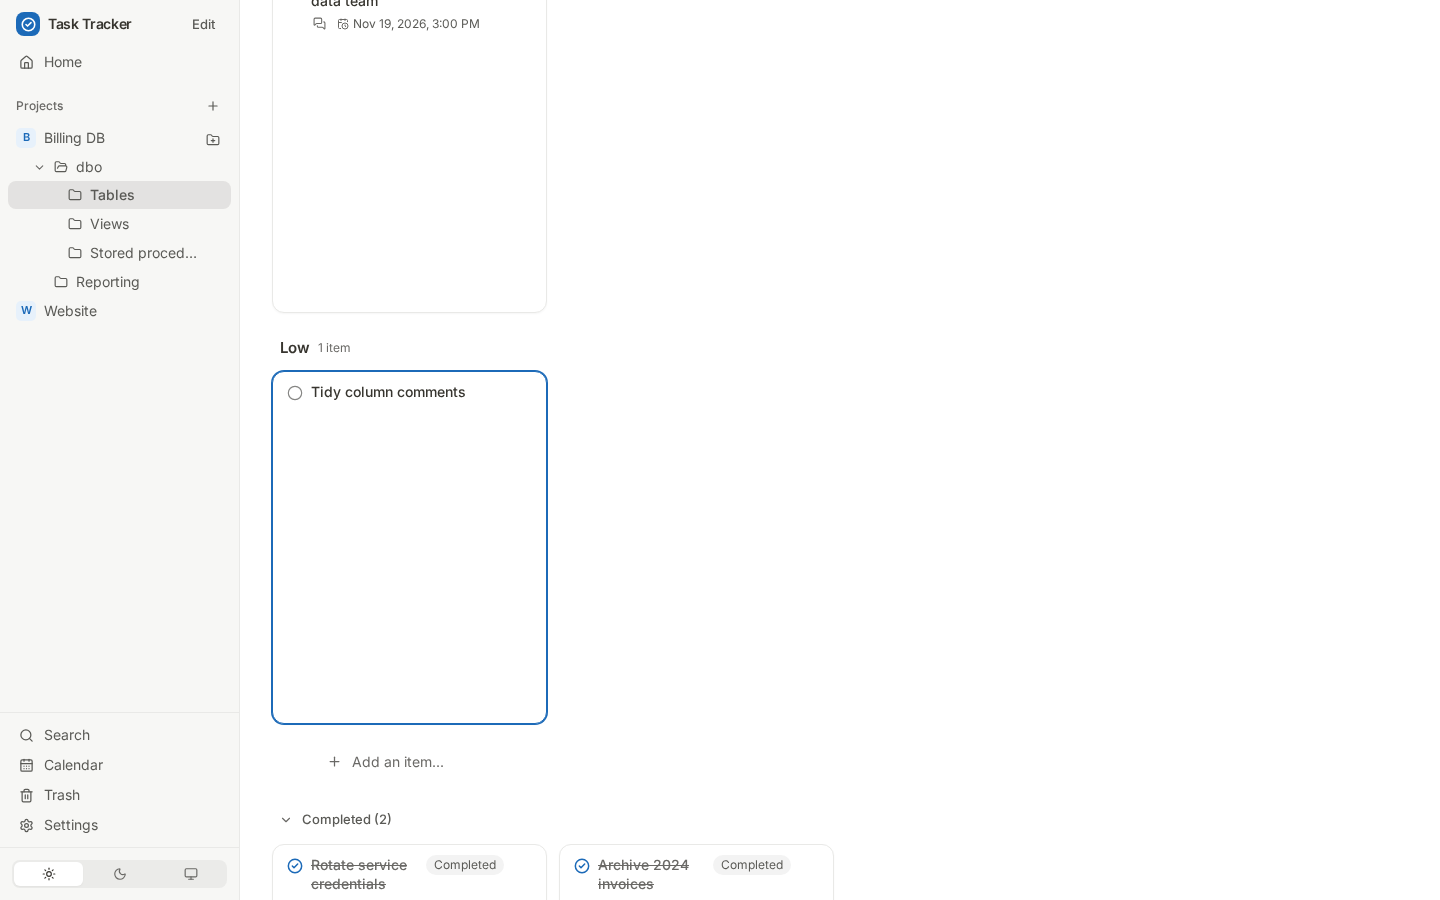 Task Tracker
Edit
Home
Projects
B Billing DB
dbo
Tables
Views
Stored proced...
Reporting
W Website
Search
Calendar
Trash
Settings
data team
Nov 19, 2026, 3:00 PM
Low 1 item
Tidy column comments
Add an item...
Completed (2)
Rotate service
credentials
Completed
Archive 2024
invoices
Completed